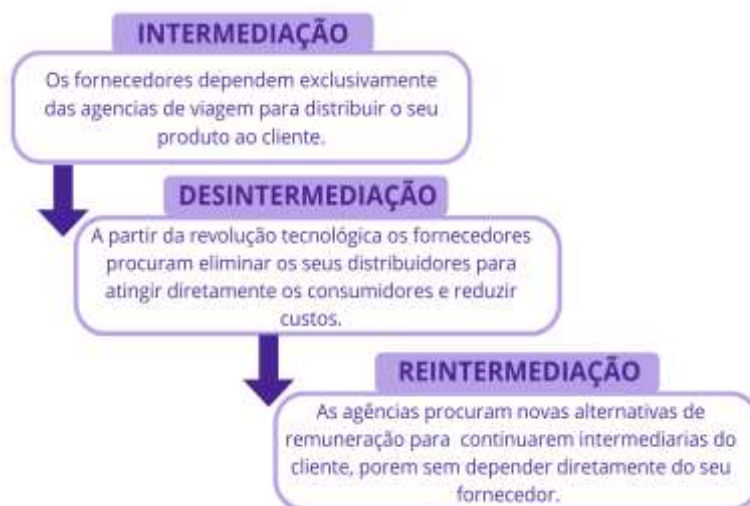 INTERMEDIAÇÃO
Os fornecedores dependem exclusivamente
das agencias de viagem para distribuir o seu
produto ao cliente.
DESINTERMEDIAÇÃO
A partir da revolução tecnológica os fornecedores
procuram eliminar os seus distribuidores para
atingir diretamente os consumidores e reduzir
custos.
REINTERMEDIAÇÃO
As agências procuram novas alternativas de
remuneração para continuarem intermediarias do
cliente, porem sem depender diretamente do seu
fornecedor.